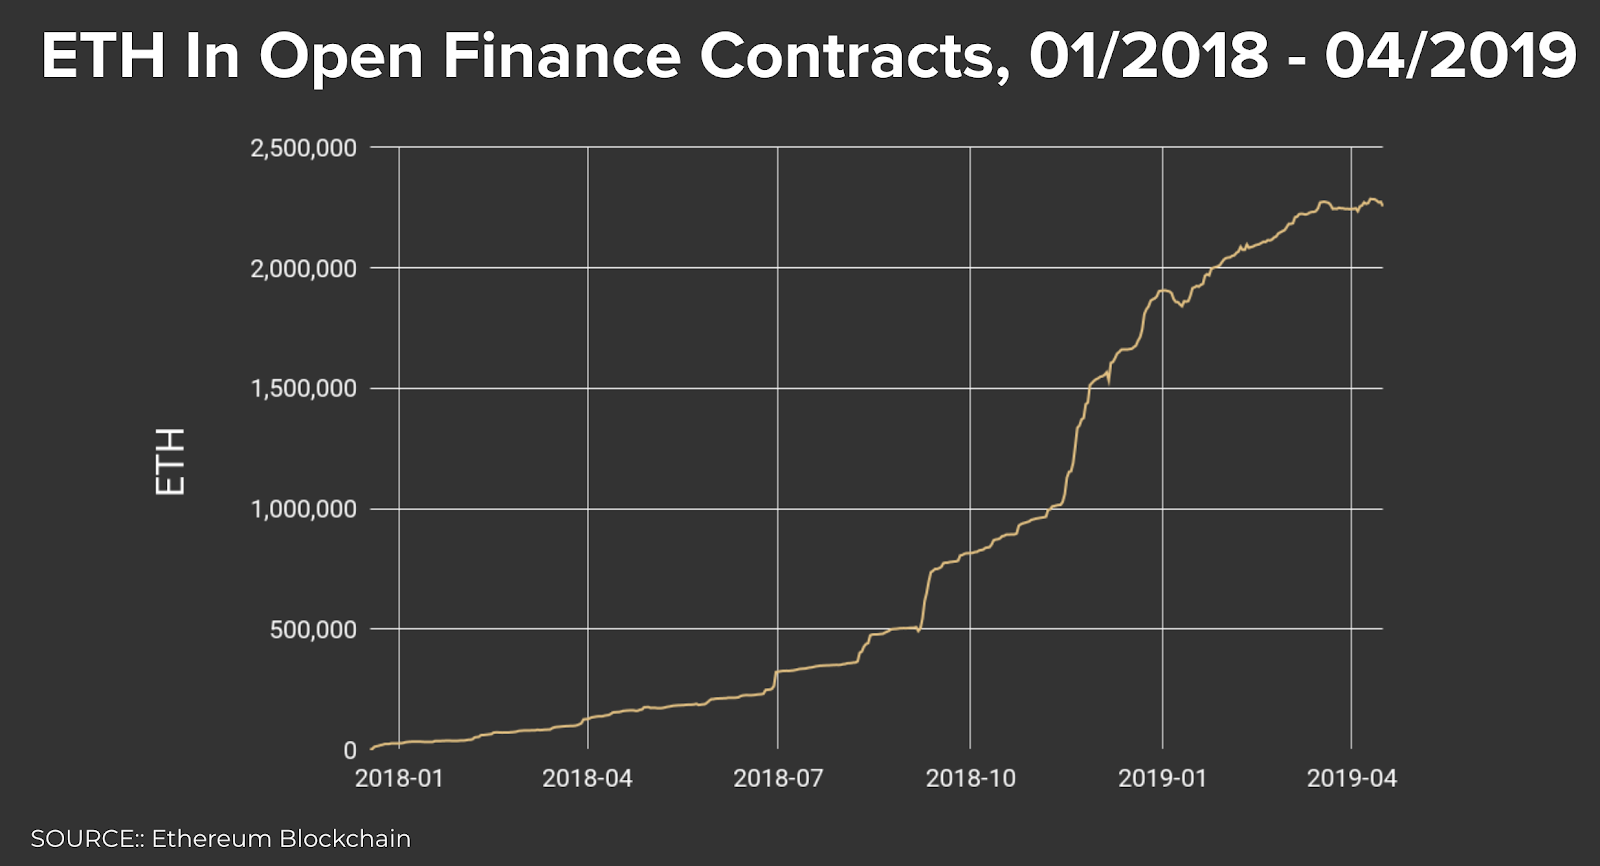 ETH In Open Finance Contracts, 01/2018 - 04/2019
2,500,000
2,000,000
1,500,000
1,000,000
500,000
0
ETH
2018-01 2018-04 2018-07 2018-10 2019-01 2019-04
SOURCE:: Ethereum Blockchain